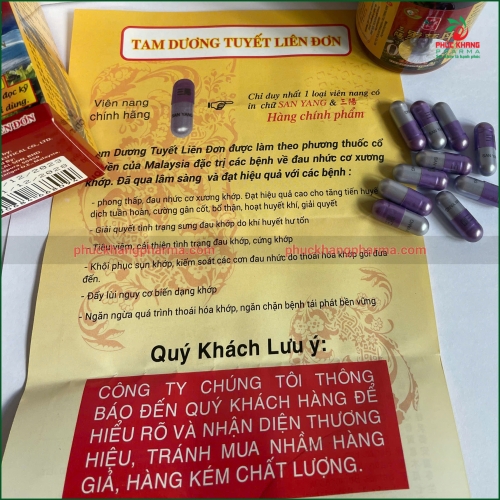 PHÚC KHANG
PHARMA
TAM DƯƠNG TUYẾT LIÊN ĐƠN
Viên nang
chính hãng
Chỉ duy nhất 1 loại viên nang có
in chữ SAN YANG & 三陽
Hàng chính phẩm
Dương Tuyết Liên Đơn được làm theo phương thuốc cổ
của Malaysia đặc trị các bệnh về đau nhức cơ xương
khớp. Đã qua lâm sàng và đạt hiệu quả với các bệnh :
- phong thấp, đau nhức cơ xương khớp. Đạt hiệu quả cao cho tăng tiến huyết
dịch tuần hoàn, cường gân cốt, bổ thận, hoạt huyết khí, giải quyết
- Giải quyết tình trạng sưng đau khớp do khí huyết hư tổn
- Tiêu viêm, cải thiện tình trạng đau khớp, cứng khớp
phuckhangpharma.com phuckhangpharma.com
- Khôi phục sụn khớp, kiểm soát các cơn đau nhức do thoái hóa khớp gối đưa
đến.
- Đẩy lùi nguy cơ biến dạng khớp
- Ngăn ngừa quá trình thoái hóa khớp, ngăn chặn bệnh tái phát bền vững
Quý Khách Lưu ý:
CÔNG TY CHÚNG TÔI THÔNG
BÁO ĐẾN QUÝ KHÁCH HÀNG ĐỂ
HIỂU RÕ VÀ NHẬN DIỆN THƯƠNG
HIỆU, TRÁNH MUA NHẦM HÀNG
GIẢ, HÀNG KÉM CHẤT LƯỢNG.